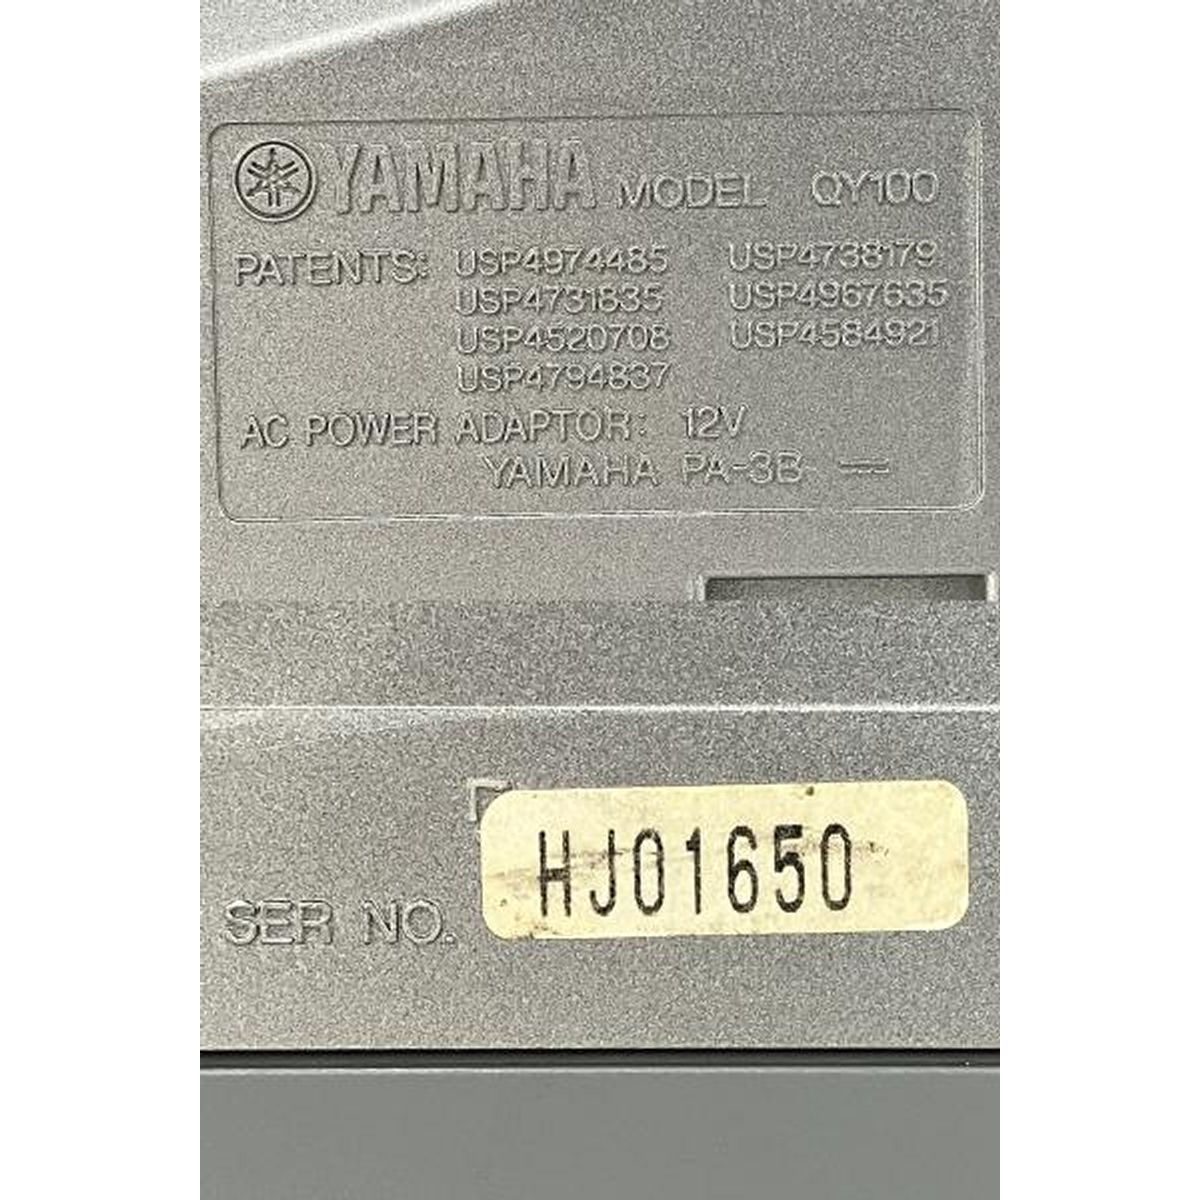 YAMAHA MODEL QY100
PATENTS: USP4974485 USP4738179
USP4731835 USP4967635
USP4520708 USP4584921
USP4794837
AC POWER ADAPTOR: 12V
YAMAHA PA-3B
SER NO. HJ01650